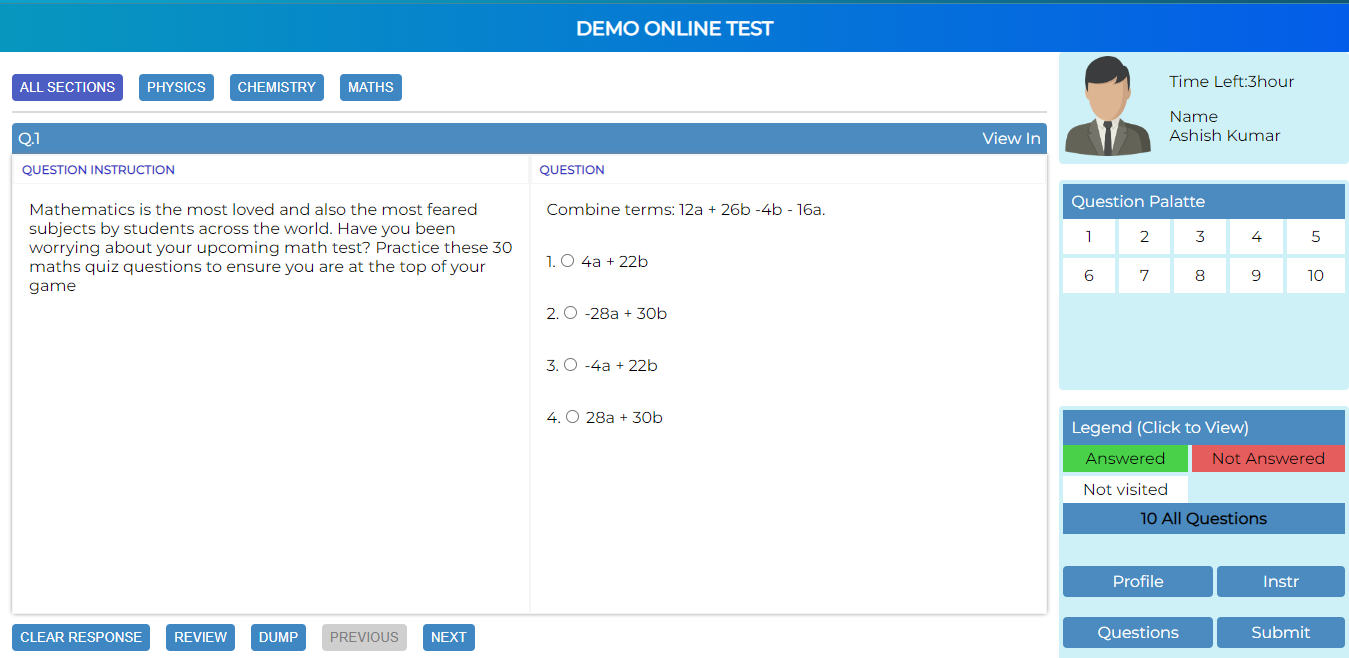 DEMO ONLINE TEST
ALL SECTIONS PHYSICS CHEMISTRY MATHS
Q.1 View In
QUESTION INSTRUCTION
Mathematics is the most loved and also the most feared
subjects by students across the world. Have you been
worrying about your upcoming math test? Practice these 30
maths quiz questions to ensure you are at the top of your
game
QUESTION
Combine terms: 12a + 26b -4b - 16a.
1. 4a + 22b
2. -28a + 30b
3. -4a + 22b
4. 28a + 30b
CLEAR RESPONSE REVIEW DUMP PREVIOUS NEXT
Time Left:3hour
Name
Ashish Kumar
Question Palatte
1 2 3 4 5
6 7 8 9 10
Legend (Click to View)
Answered Not Answered
Not visited
10 All Questions
Profile Instr
Questions Submit